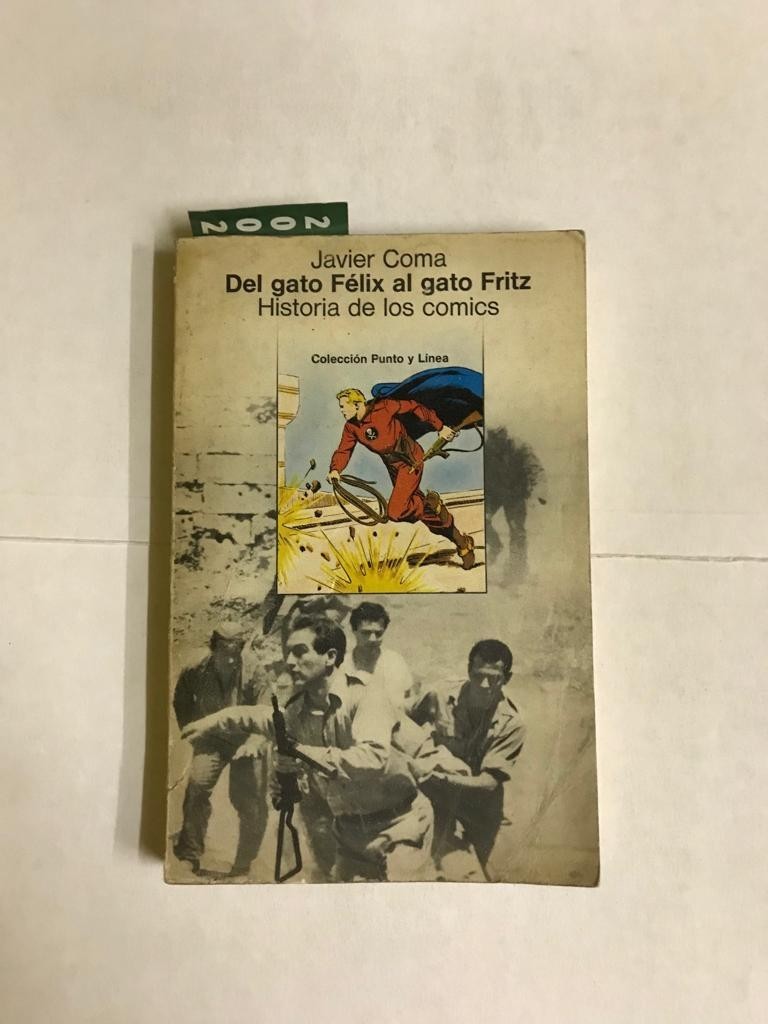 2002
Javier Coma
Del gato Félix al gato Fritz
Historia de los comics
Colección Punto y Línea